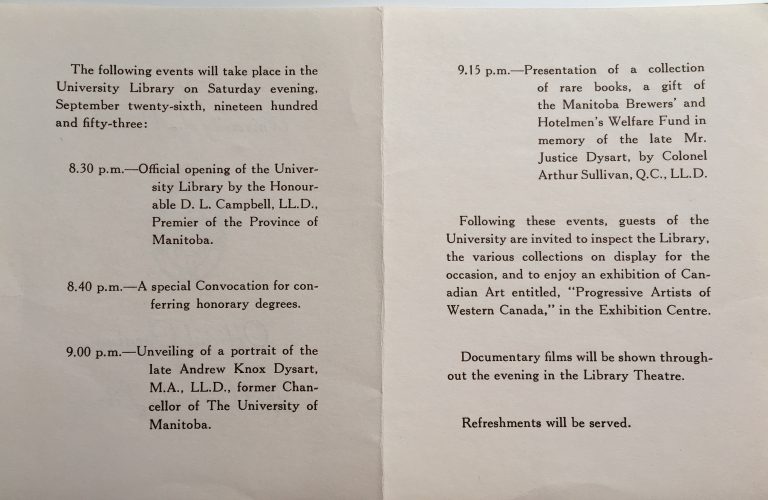 The following events will take place in the
University Library on Saturday evening,
September twenty-sixth, nineteen hundred
and fifty-three:
8.30 p.m.—Official opening of the Univer-
sity Library by the Honour-
able D. L. Campbell, LL.D.,
Premier of the Province of
Manitoba.
8.40 p.m.—A special Convocation for con-
ferring honorary degrees.
9.00 p.m.—Unveiling of a portrait of the
late Andrew Knox Dysart,
M.A., LL.D., former Chan-
cellor of The University of
Manitoba.
9.15 p.m.—Presentation of a collection
of rare books, a gift of
the Manitoba Brewers' and
Hotelmen's Welfare Fund in
memory of the late Mr.
Justice Dysart, by Colonel
Arthur Sullivan, Q.C., LL.D.
Following these events, guests of the
University are invited to inspect the Library,
the various collections on display for the
occasion, and to enjoy an exhibition of Can-
adian Art entitled, "Progressive Artists of
Western Canada," in the Exhibition Centre.
Documentary films will be shown through-
out the evening in the Library Theatre.
Refreshments will be served.